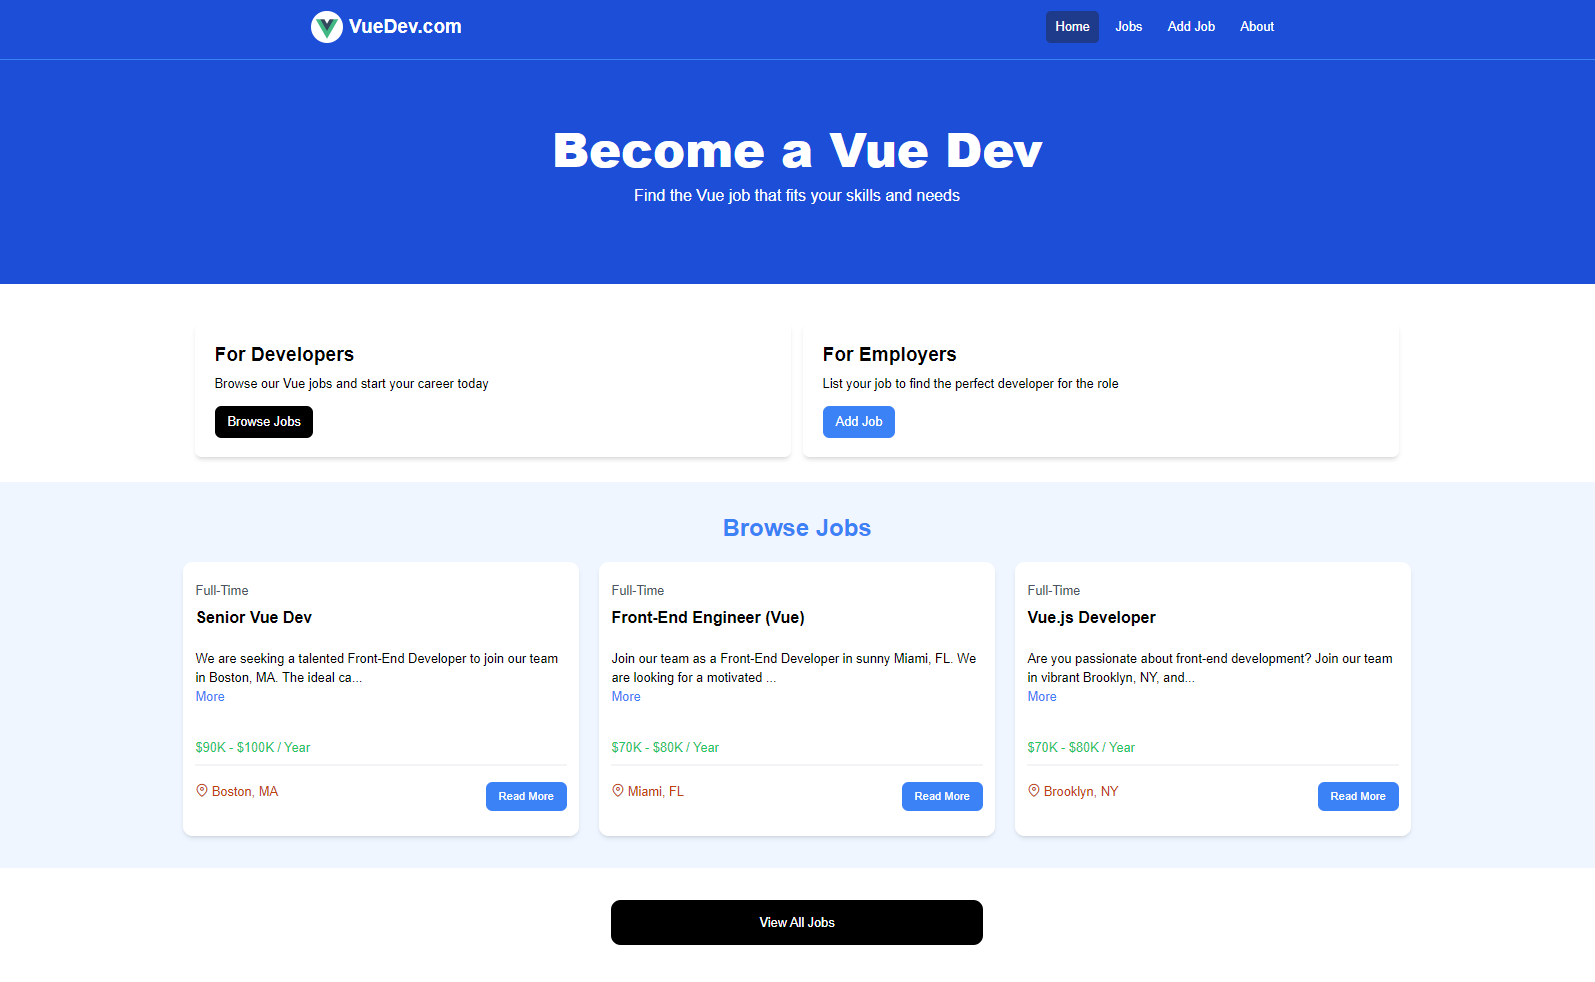 VueDev.com
Home
Jobs
Add Job
About
Become a Vue Dev
Find the Vue job that fits your skills and needs
For Developers
Browse our Vue jobs and start your career today
Browse Jobs
For Employers
List your job to find the perfect developer for the role
Add Job
Browse Jobs
Full-Time
Senior Vue Dev
We are seeking a talented Front-End Developer to join our team
in Boston, MA. The ideal ca...
More
$90K - $100K / Year
Boston, MA
Read More
Full-Time
Front-End Engineer (Vue)
Join our team as a Front-End Developer in sunny Miami, FL. We
are looking for a motivated ...
More
$70K - $80K / Year
Miami, FL
Read More
Full-Time
Vue.js Developer
Are you passionate about front-end development? Join our team
in vibrant Brooklyn, NY, and...
More
$70K - $80K / Year
Brooklyn, NY
Read More
View All Jobs